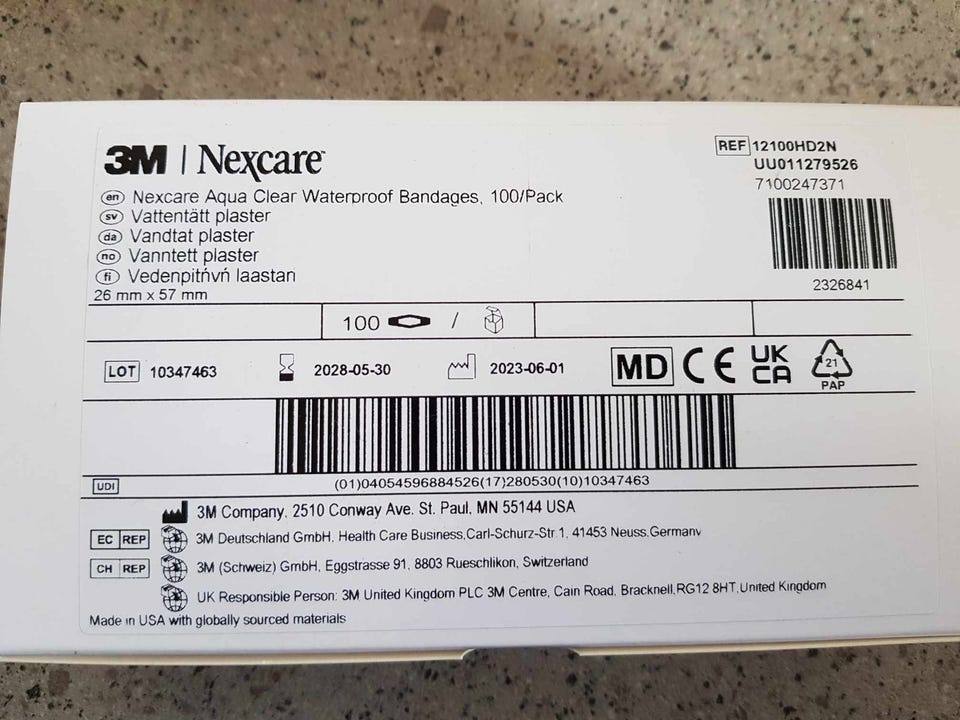 3M | Nexcare
REF 12100HD2N
UU011279526
7100247371
2326841
en Nexcare Aqua Clear Waterproof Bandages, 100/Pack
sv Vattentätt plaster
da Vandtat plaster
no Vanntett plaster
fi Vedenpitńvń laastan
26 mm x 57 mm
100 /
LOT 10347463 2028-05-30 2023-06-01 MD CE UK CA 21 PAP
UDI (01)04054596884526(17)280530(10)10347463
3M Company, 2510 Conway Ave. St. Paul, MN 55144 USA
EC REP 3M Deutschland GmbH, Health Care Business,Carl-Schurz-Str.1, 41453 Neuss,Germany
CH REP 3M (Schweiz) GmbH, Eggstrasse 91, 8803 Rueschlikon, Switzerland
UK Responsible Person: 3M United Kingdom PLC 3M Centre, Cain Road, Bracknell,RG12 8HT,United Kingdom
Made in USA with globally sourced materials